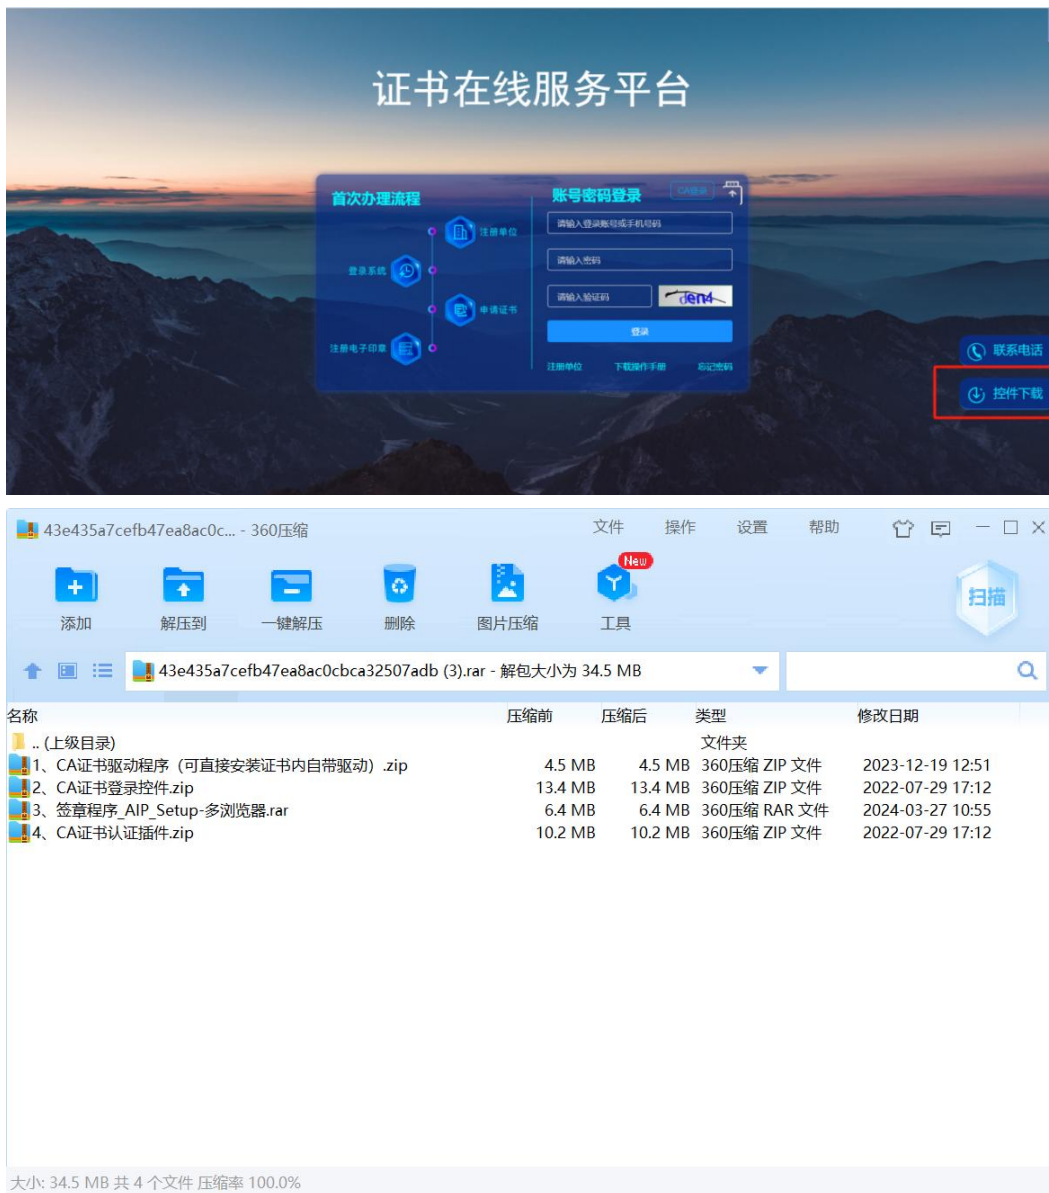 证书在线服务平台
首次办理流程
注册单位
登录系统
申请证书
注册电子印章
账号密码登录
CA登录
请输入登录账号或手机号码
请输入密码
请输入验证码
den4
登录
注册单位 下载操作手册 忘记密码
联系电话
控件下载
43e435a7cefb47ea8ac0c... - 360压缩 文件 操作 设置 帮助
New
添加 解压到 一键解压 删除 图片压缩 工具 扫描
43e435a7cefb47ea8ac0cbca32507adb (3).rar - 解包大小为 34.5 MB
名称 压缩前 压缩后 类型 修改日期
.. (上级目录) 文件夹
1、CA证书驱动程序（可直接安装证书内自带驱动）.zip 4.5 MB 4.5 MB 360压缩 ZIP 文件 2023-12-19 12:51
2、CA证书登录控件.zip 13.4 MB 13.4 MB 360压缩 ZIP 文件 2022-07-29 17:12
3、签章程序_AIP_Setup-多浏览器.rar 6.4 MB 6.4 MB 360压缩 RAR 文件 2024-03-27 10:55
4、CA证书认证插件.zip 10.2 MB 10.2 MB 360压缩 ZIP 文件 2022-07-29 17:12
大小: 34.5 MB 共 4 个文件 压缩率 100.0%